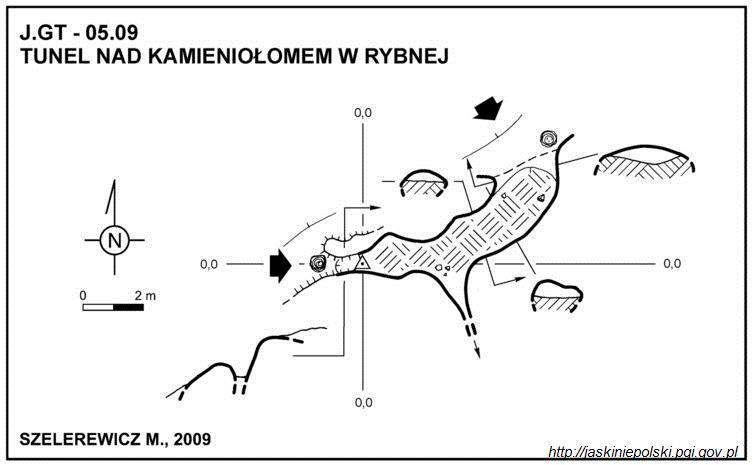 J.GT - 05.09
TUNEL NAD KAMIENIOŁOMEM W RYBNEJ
0,0
N
0,0
0,0
0 2 m
0,0
SZELEREWICZ M., 2009
http://jaskiniepolski.pgi.gov.pl